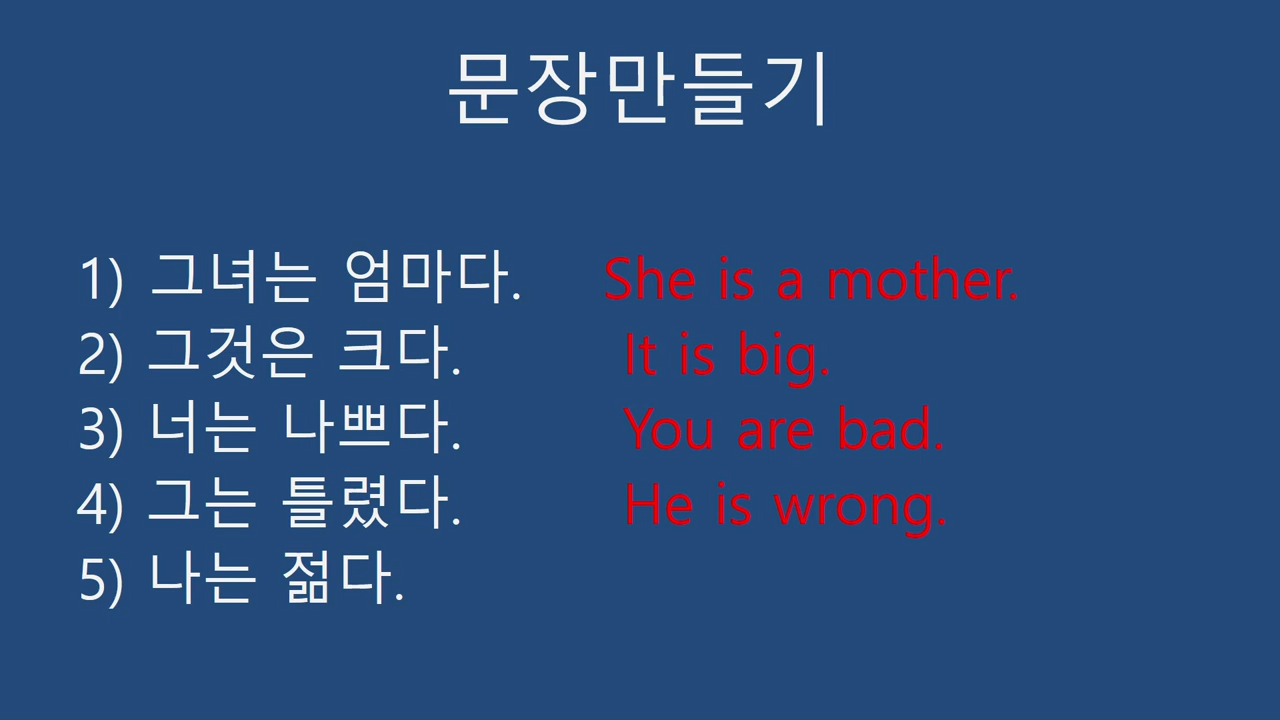 문장만들기
1) 그녀는 엄마다. She is a mother.
2) 그것은 크다. It is big.
3) 너는 나쁘다. You are bad.
4) 그는 틀렸다. He is wrong.
5) 나는 젊다.